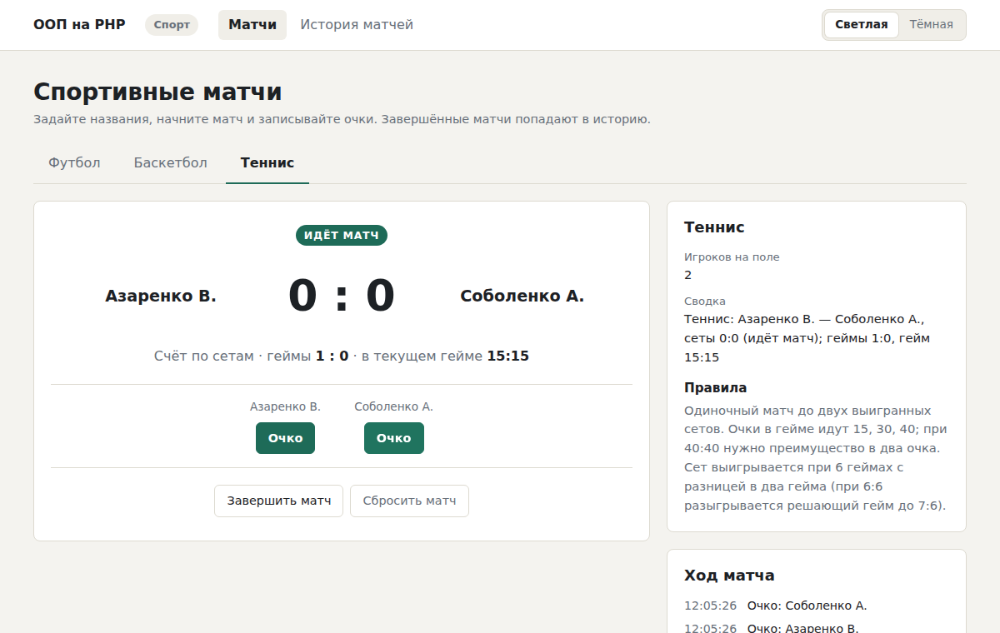 ООП на PHP
Спорт
Матчи
История матчей
Светлая
Тёмная
Спортивные матчи
Задайте названия, начните матч и записывайте очки. Завершённые матчи попадают в историю.
Футбол
Баскетбол
Теннис
ИДЁТ МАТЧ
Азаренко В.
0 : 0
Соболенко А.
Счёт по сетам · геймы 1 : 0 · в текущем гейме 15:15
Азаренко В.
Соболенко А.
Очко
Очко
Завершить матч
Сбросить матч
Теннис
Игроков на поле
2
Сводка
Теннис: Азаренко В. — Соболенко А.,
сеты 0:0 (идёт матч); геймы 1:0, гейм
15:15
Правила
Одиночный матч до двух выигранных
сетов. Очки в гейме идут 15, 30, 40; при
40:40 нужно преимущество в два очка.
Сет выигрывается при 6 геймах с
разницей в два гейма (при 6:6
разыгрывается решающий гейм до 7:6).
Ход матча
12:05:26 Очко: Соболенко А.
12:05:26 Очко: Азаренко В.